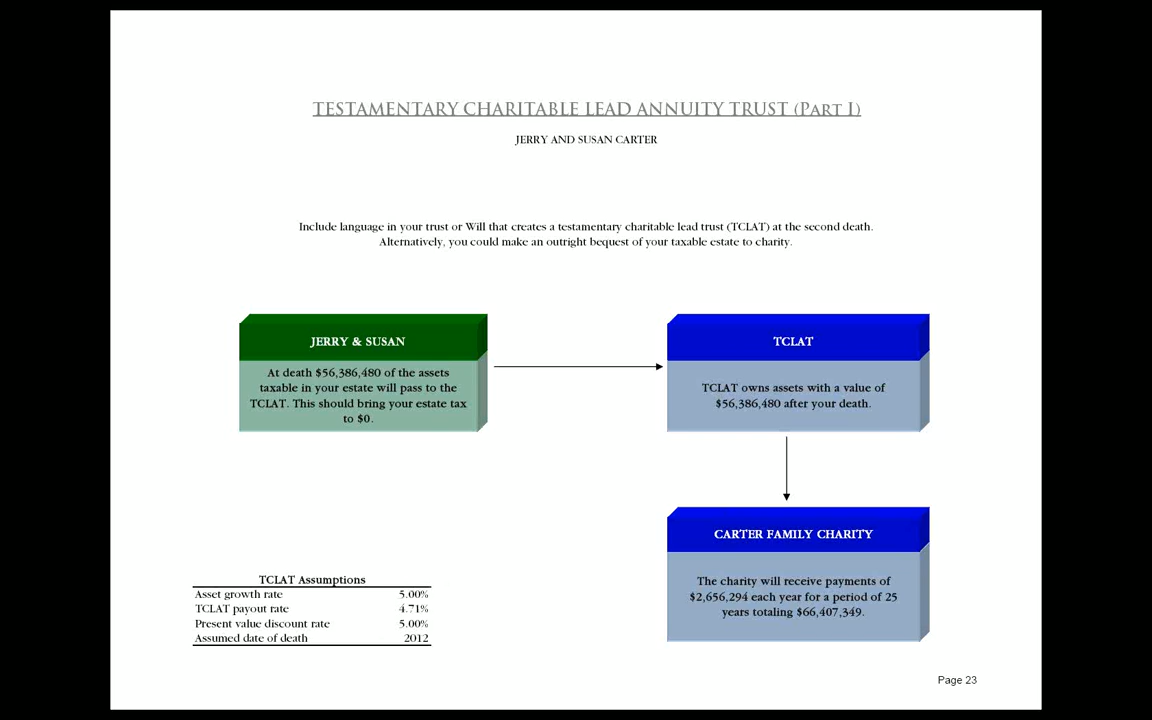 TESTAMENTARY CHARITABLE LEAD ANNUITY TRUST (PART I)
JERRY AND SUSAN CARTER
Include language in your trust or Will that creates a testamentary charitable lead trust (TCLAT) at the second death.
Alternatively, you could make an outright bequest of your taxable estate to charity.
JERRY & SUSAN
At death $56,386,480 of the assets
taxable in your estate will pass to the
TCLAT. This should bring your estate tax
to $0.
TCLAT
TCLAT owns assets with a value of
$56,386,480 after your death.
CARTER FAMILY CHARITY
The charity will receive payments of
$2,656,294 each year for a period of 25
years totaling $66,407,349.
TCLAT Assumptions
Asset growth rate 5.00%
TCLAT payout rate 4.71%
Present value discount rate 5.00%
Assumed date of death 2012
Page 23